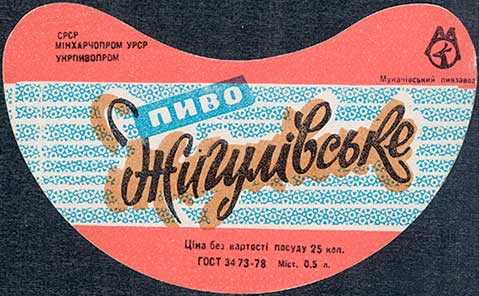 СРСР
МІНХАРЧОПРОМ УРСР
УКРПИВОПРОМ
Мукачівський пивзавод
ПИВО
Жигулівське
Ціна без вартості посуду 25 коп.
ГОСТ 3473-78 Міст. 0,5 л.